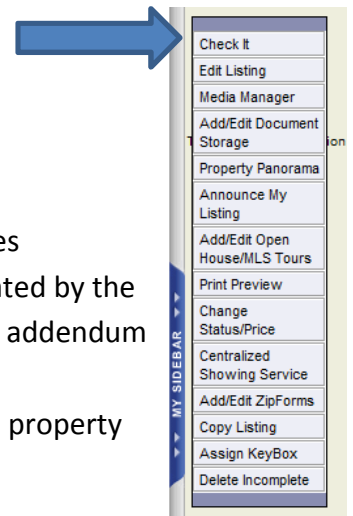 es
ted by the
addendum
property
MY SIDEBAR
T
ion
Check It
Edit Listing
Media Manager
Add/Edit Document
Storage
Property Panorama
Announce My
Listing
Add/Edit Open
House/MLS Tours
Print Preview
Change
Status/Price
Centralized
Showing Service
Add/Edit ZipForms
Copy Listing
Assign KeyBox
Delete Incomplete